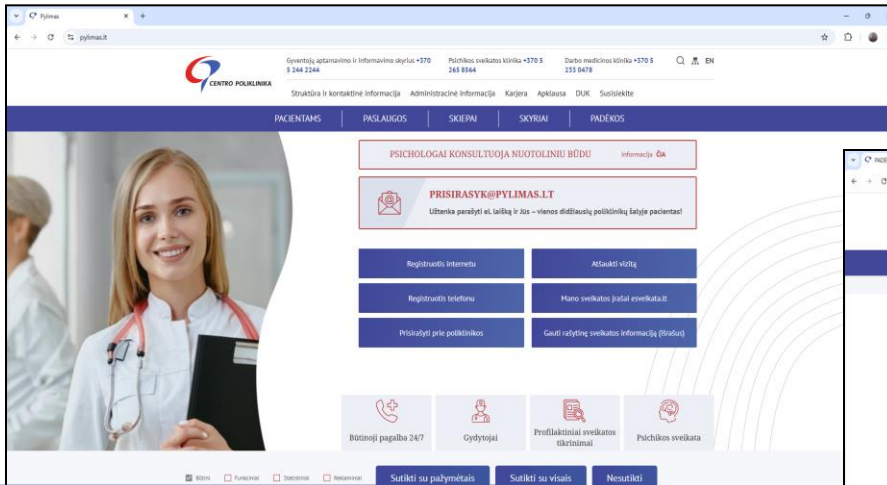 Pylimas
pylimas.lt
CENTRO POLIKLINIKA
Gyventojų aptarnavimo ir informavimo skyrius +370
5 244 2244
Psichikos sveikatos klinika +370 5
265 8564
Darbo medicinos klinika +370 5
233 0478
EN
Struktūra ir kontaktinė informacija Administracinė informacija Karjera Apklausa DUK Susisiekite
PACIENTAMS PASLAUGOS SKIEPAI SKYRIAI PADĖKOS
PSICHOLOGAI KONSULTUOJA NUOTOLINIU BŪDU Informacija ČIA
PRISIRASYK@PYLIMAS.LT
Užtenka parašyti el. laišką ir Jūs – vienos didžiausių poliklinikų šalyje pacientas!
Registruotis internetu Atšaukti vizitą
Registruotis telefonu Mano sveikatos įrašai esveikata.lt
Prisirašyti prie poliklinikos Gauti rašytinę sveikatos informaciją (išrašus)
Būtinoji pagalba 24/7
Gydytojai
Profilaktiniai sveikatos
tikrinimai
Psichikos sveikata
Būtini Funkciniai Statistiniai Reklaminiai Sutikti su pažymėtais Sutikti su visais Nesutikti